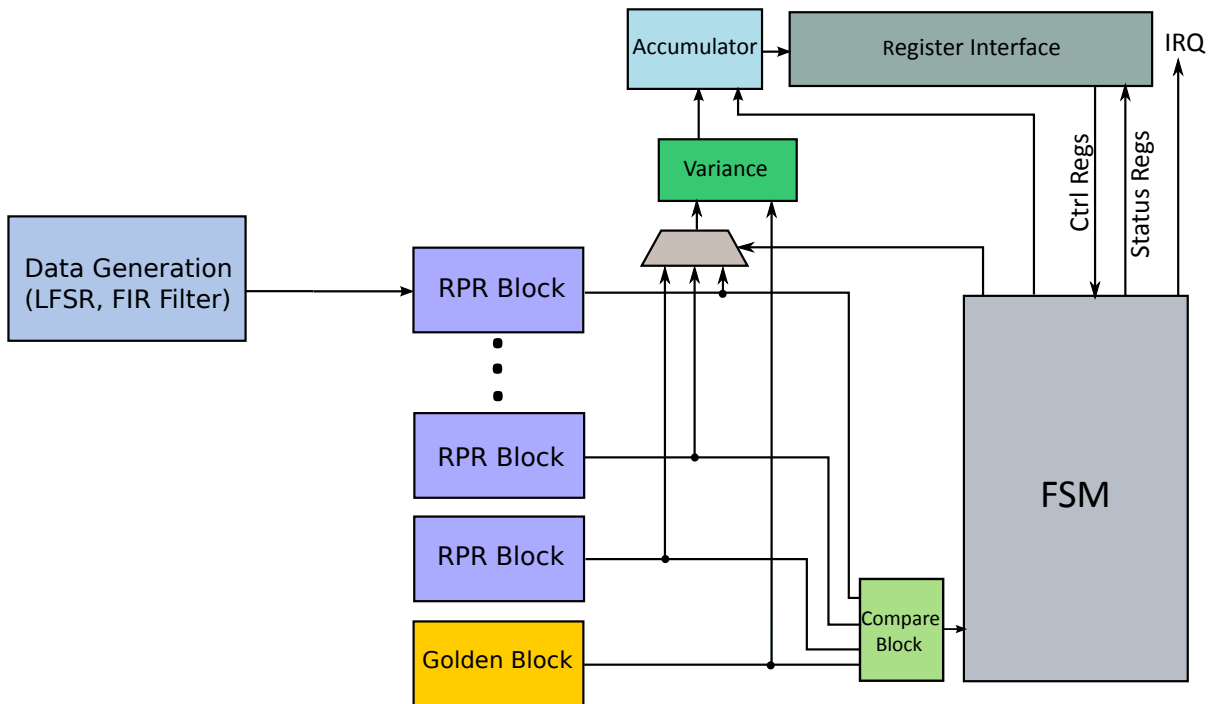 Accumulator
Register Interface
IRQ
Variance
Ctrl Regs
Status Regs
Data Generation
(LFSR, FIR Filter)
RPR Block
RPR Block
RPR Block
Golden Block
Compare
Block
FSM